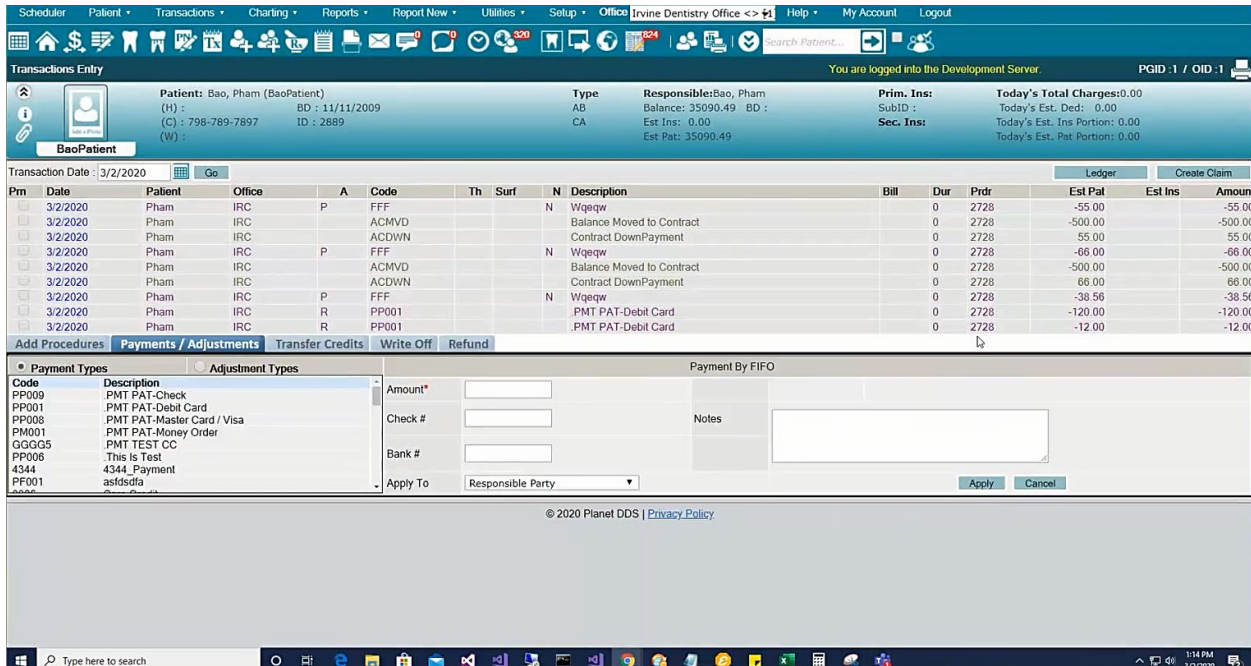 Scheduler Patient Transactions Charting Reports Report New Utilities Setup Office Irvine Dentistry Office <> Help My Account Logout
320 824 Search Patient...
Transactions Entry You are logged into the Development Server. PGID :1 / OID :1
Patient: Bao, Pham (BaoPatient) Type Responsible:Bao, Pham Prim. Ins: Today's Total Charges:0.00
(H) : BD : 11/11/2009 AB Balance: 35090.49 BD : SubID : Today's Est. Ded: 0.00
(C) : 798-789-7897 ID : 2889 CA Est Ins: 0.00 Sec. Ins: Today's Est. Ins Portion: 0.00
(W) : Est Pat: 35090.49 Today's Est. Pat Portion: 0.00
Add a Photo
BaoPatient
Transaction Date : 3/2/2020 Go Ledger Create Claim
Prn Date Patient Office A Code Th Surf N Description Bill Dur Prdr Est Pat Est Ins Amoun
3/2/2020 Pham IRC P FFF N Wqeqw 0 2728 -55.00 -55.00
3/2/2020 Pham IRC ACMVD Balance Moved to Contract 0 2728 -500.00 -500.00
3/2/2020 Pham IRC ACDWN Contract DownPayment 0 2728 55.00 55.00
3/2/2020 Pham IRC P FFF N Wqeqw 0 2728 -66.00 -66.00
3/2/2020 Pham IRC ACMVD Balance Moved to Contract 0 2728 -500.00 -500.00
3/2/2020 Pham IRC ACDWN Contract DownPayment 0 2728 66.00 66.00
3/2/2020 Pham IRC P FFF N Wqeqw 0 2728 -38.56 -38.56
3/2/2020 Pham IRC R PP001 .PMT PAT-Debit Card 0 2728 -120.00 -120.00
3/2/2020 Pham IRC R PP001 .PMT PAT-Debit Card 0 2728 -12.00 -12.00
Add Procedures Payments / Adjustments Transfer Credits Write Off Refund
Payment Types Adjustment Types Payment By FIFO
Code Description
PP009 .PMT PAT-Check
PP001 .PMT PAT-Debit Card
PP008 .PMT PAT-Master Card / Visa
PM001 .PMT PAT-Money Order
GGGG5 .PMT TEST CC
PP006 .This Is Test
4344 4344_Payment
PF001 asfdsdfa
Amount*
Check # Notes
Bank #
Apply To Responsible Party Apply Cancel
© 2020 Planet DDS | Privacy Policy
Type here to search 1:14 PM